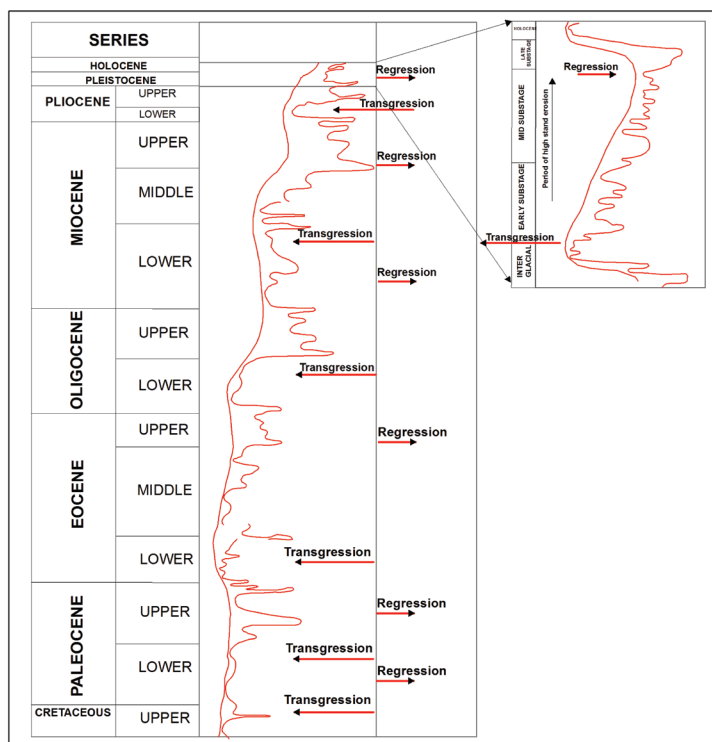 SERIES
HOLOCENE
PLEISTOCENE
PLIOCENE
UPPER
LOWER
MIOCENE
UPPER
MIDDLE
LOWER
OLIGOCENE
UPPER
LOWER
EOCENE
UPPER
MIDDLE
LOWER
PALEOCENE
UPPER
LOWER
CRETACEOUS
UPPER
Regression
Transgression
Regression
Transgression
Regression
Transgression
Regression
Transgression
Regression
Transgression
Regression
Transgression
HOLOCENE
LATE
SUBSTAGE
MID SUBSTAGE
EARLY SUBSTAGE
INTER
GLACIAL
Regression
Period of high stand erosion
Transgression